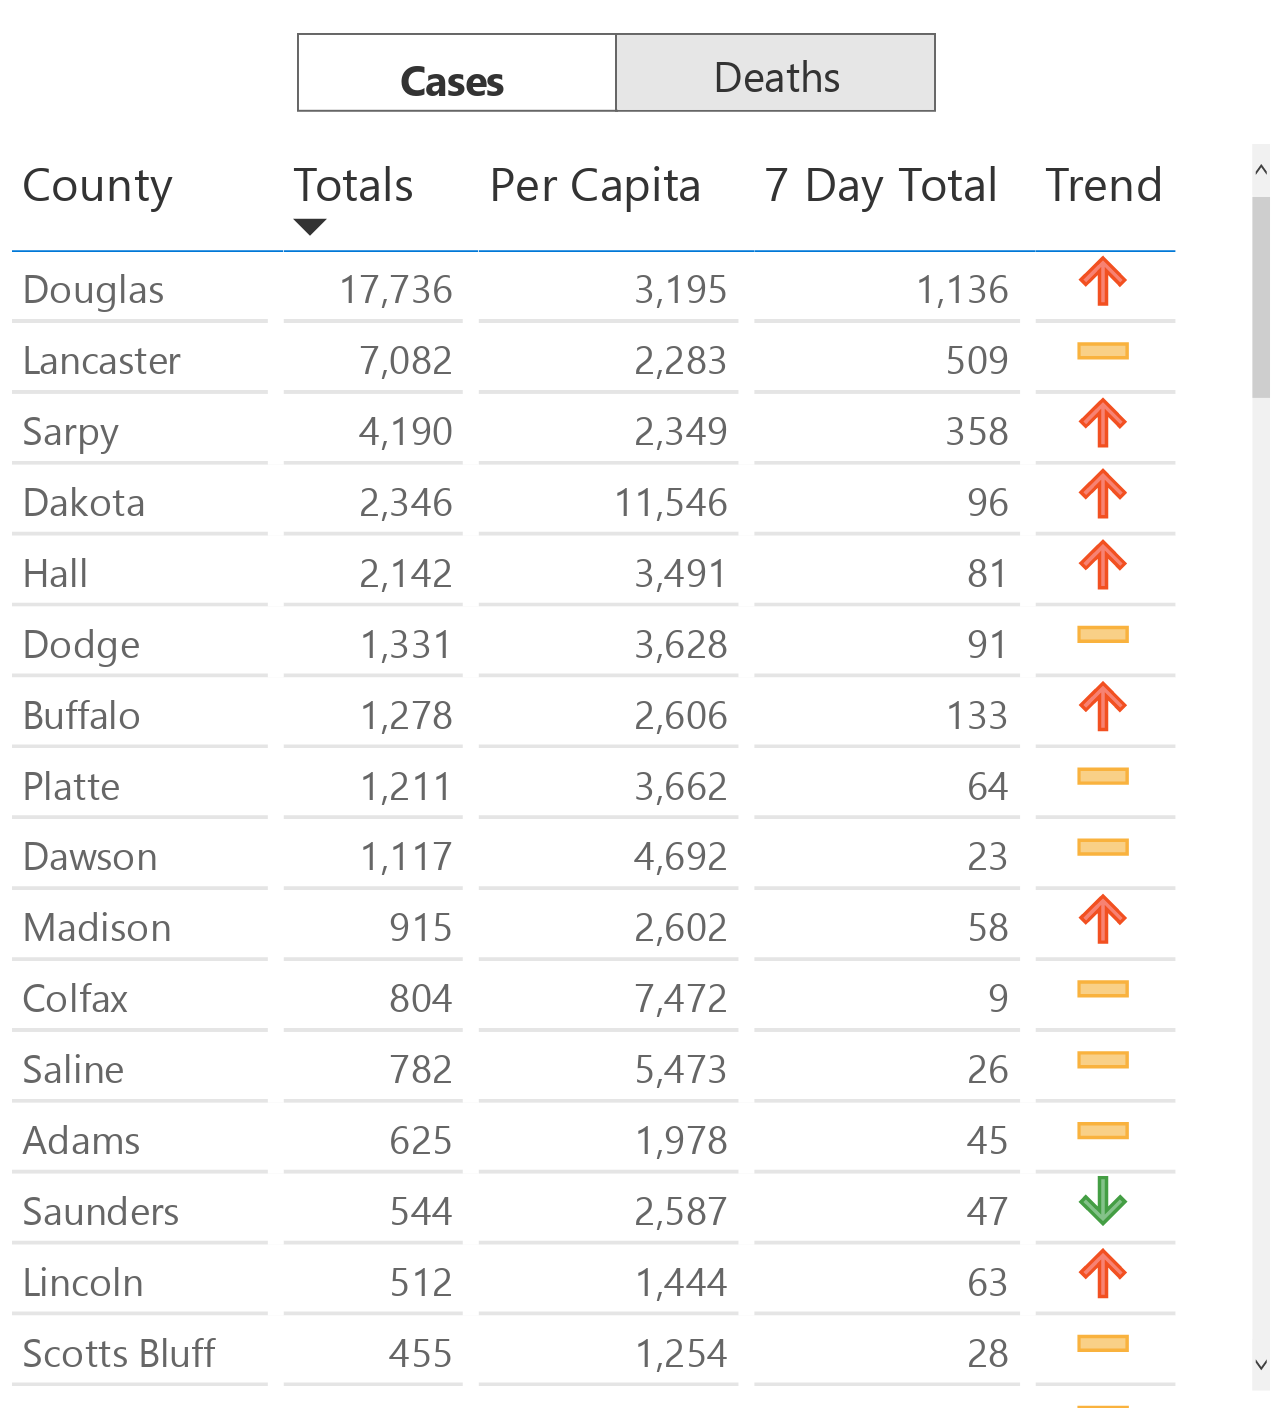 Cases Deaths
County Totals Per Capita 7 Day Total Trend
Douglas 17,736 3,195 1,136
Lancaster 7,082 2,283 509
Sarpy 4,190 2,349 358
Dakota 2,346 11,546 96
Hall 2,142 3,491 81
Dodge 1,331 3,628 91
Buffalo 1,278 2,606 133
Platte 1,211 3,662 64
Dawson 1,117 4,692 23
Madison 915 2,602 58
Colfax 804 7,472 9
Saline 782 5,473 26
Adams 625 1,978 45
Saunders 544 2,587 47
Lincoln 512 1,444 63
Scotts Bluff 455 1,254 28